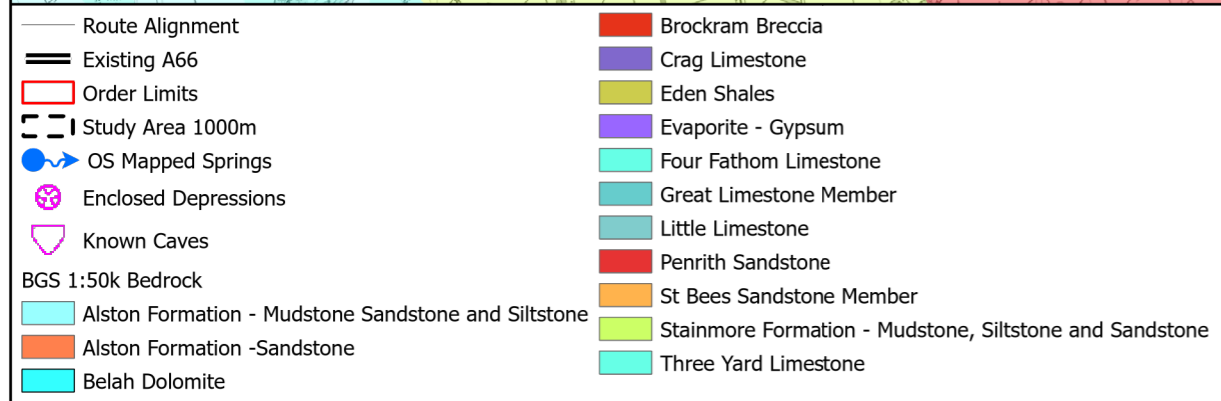 Route Alignment
Existing A66
Order Limits
Study Area 1000m
OS Mapped Springs
Enclosed Depressions
Known Caves
BGS 1:50k Bedrock
Alston Formation - Mudstone Sandstone and Siltstone
Alston Formation -Sandstone
Belah Dolomite
Brockram Breccia
Crag Limestone
Eden Shales
Evaporite - Gypsum
Four Fathom Limestone
Great Limestone Member
Little Limestone
Penrith Sandstone
St Bees Sandstone Member
Stainmore Formation - Mudstone, Siltstone and Sandstone
Three Yard Limestone